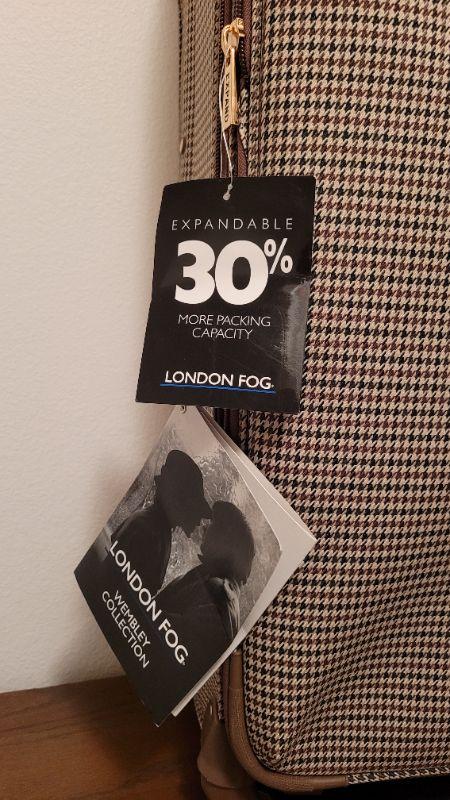 EXPANDABLE
30%
MORE PACKING
CAPACITY
LONDON FOG
LONDON FOG
WEMBLEY
COLLECTION